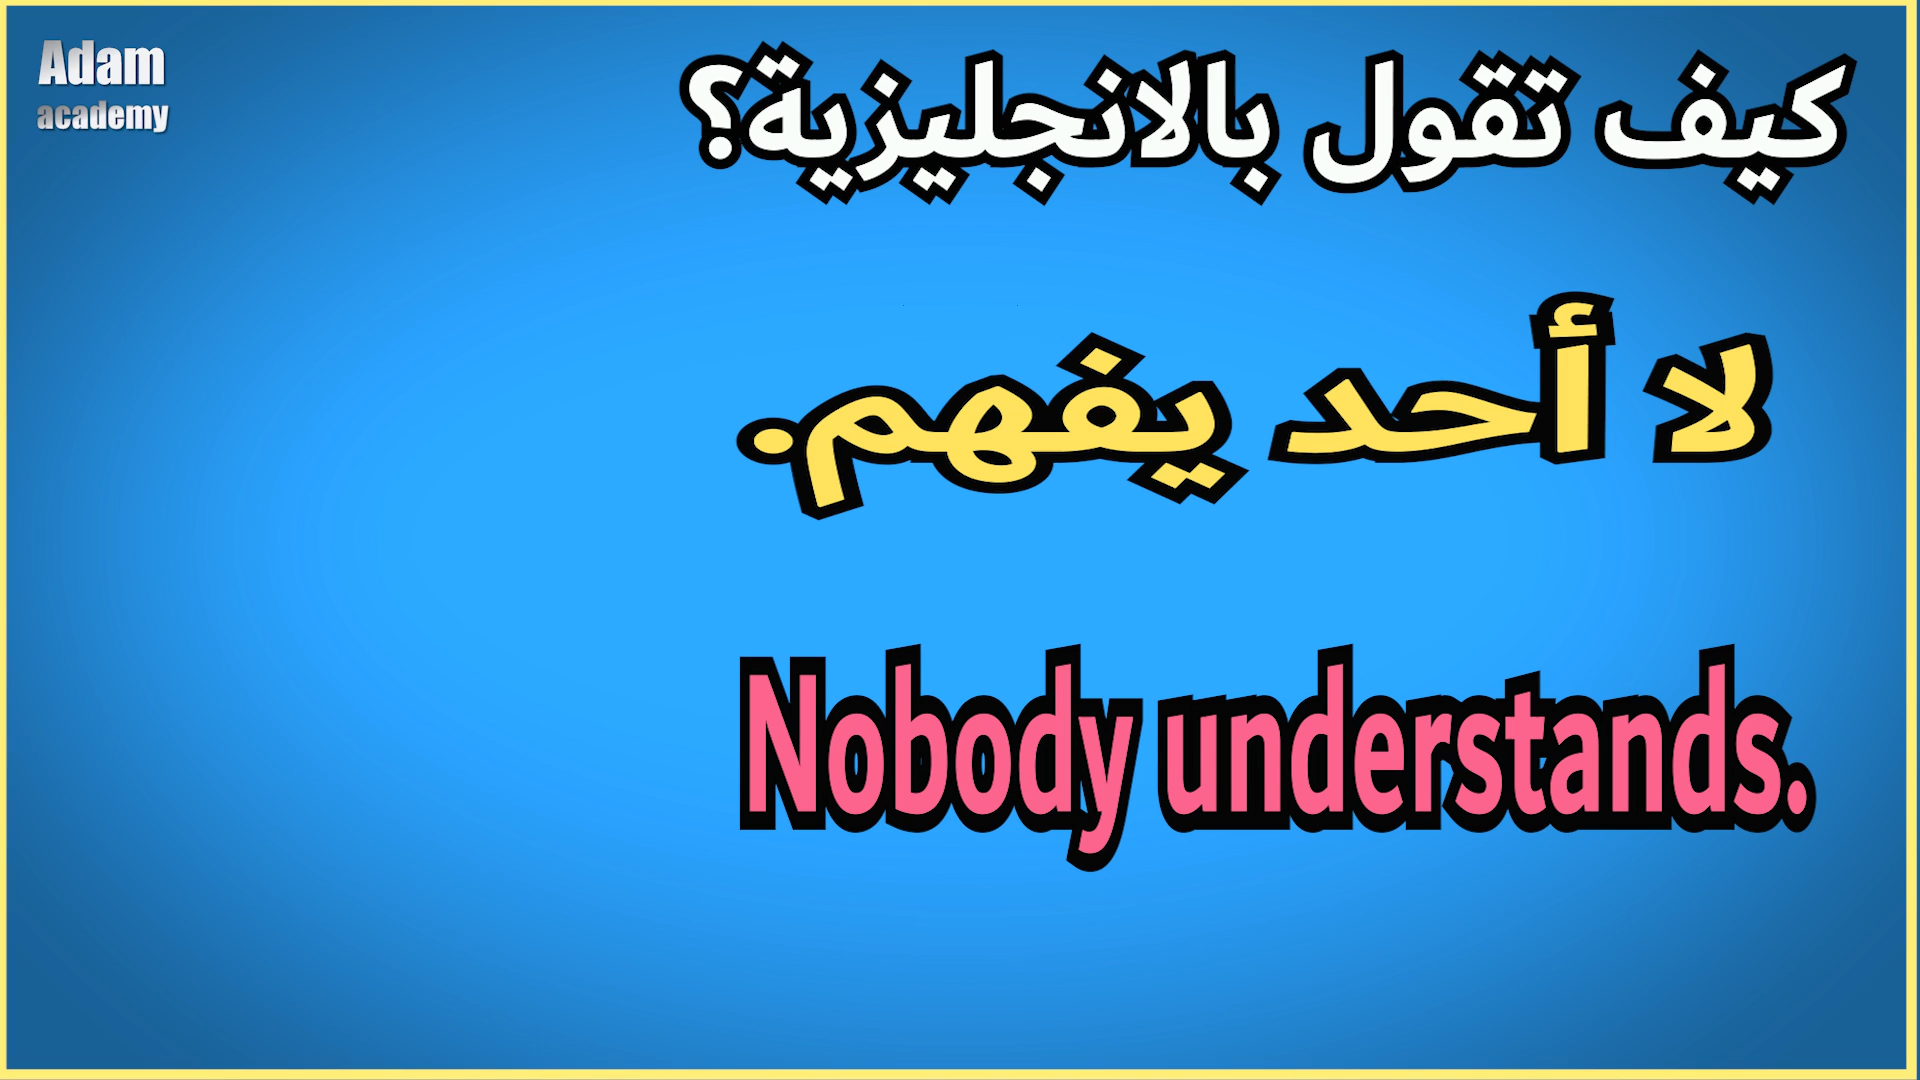 Adam
academy
كيف تقول بالانجليزية؟
لا أحد يفهم.
Nobody understands.